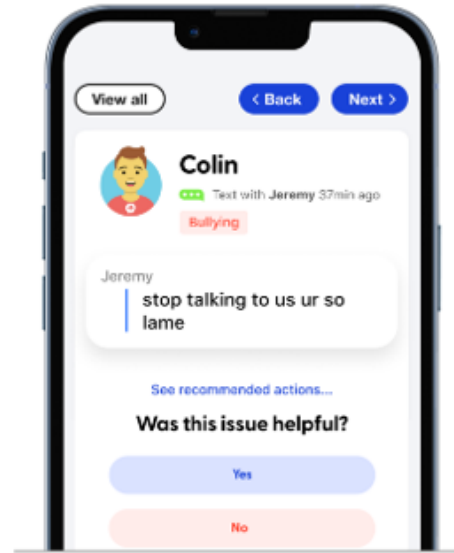 View all
< Back
Next >
Colin
Text with Jeremy 37min ago
Bullying
Jeremy
stop talking to us ur so
lame
See recommended actions...
Was this issue helpful?
Yes
No